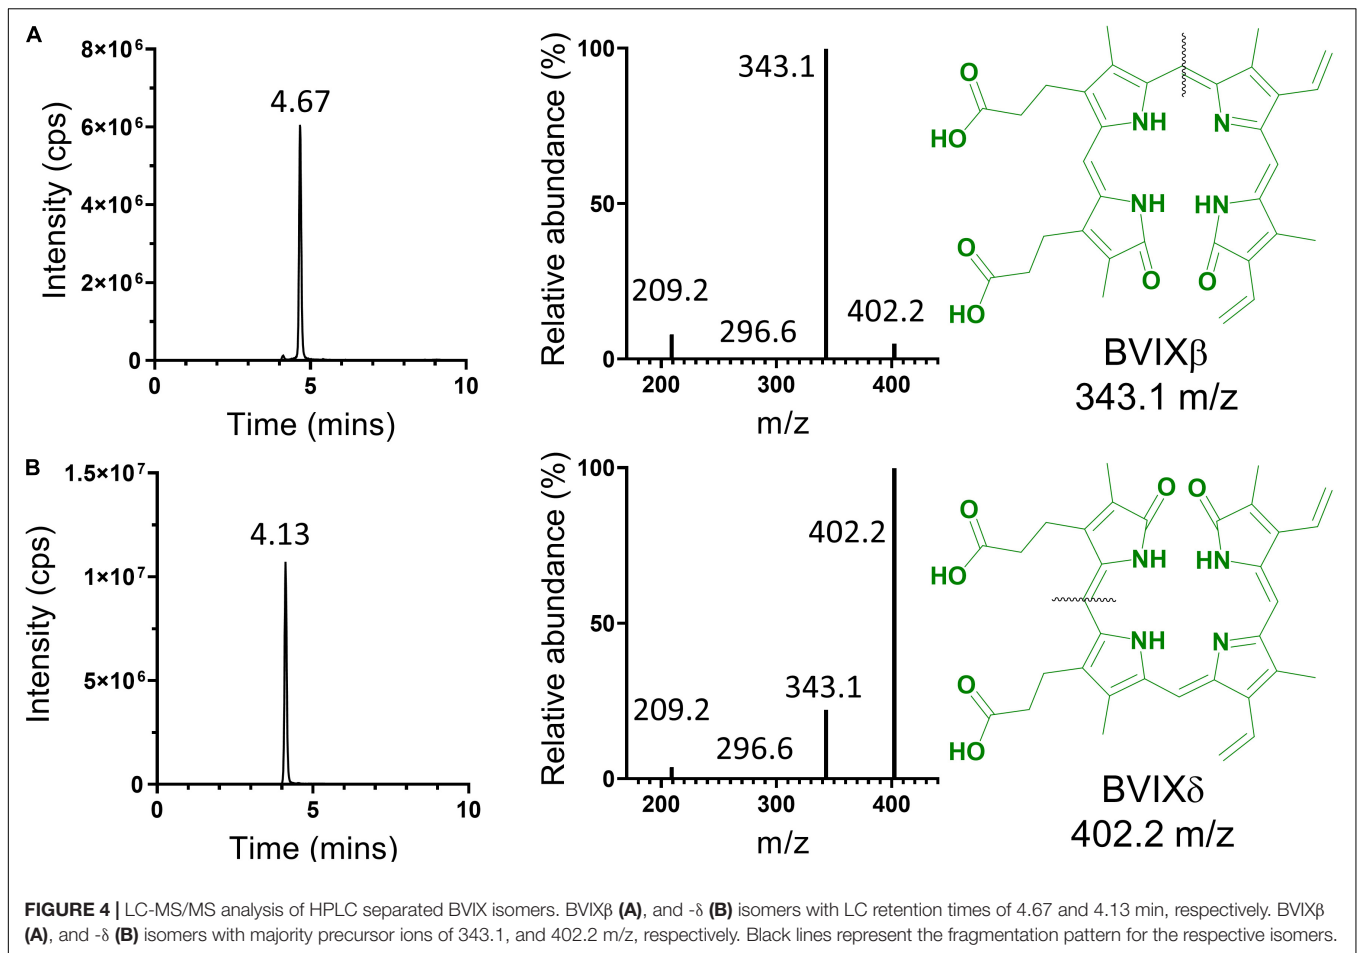 A
8×10⁶
6×10⁶
4×10⁶
2×10⁶
0
Intensity (cps)
4.67
0 5 10
Time (mins)
100
50
0
Relative abundance (%)
343.1
209.2
296.6
402.2
200 300 400
m/z
O
HO
NH
N
NH
HN
O
HO
O
O
BVIXβ
343.1 m/z
B
1.5×10⁷
1×10⁷
5×10⁶
0
Intensity (cps)
4.13
0 5 10
Time (mins)
100
50
0
Relative abundance (%)
402.2
343.1
209.2
296.6
200 300 400
m/z
O
O
O
HO
NH
HN
NH
N
O
HO
BVIXδ
402.2 m/z
FIGURE 4 | LC-MS/MS analysis of HPLC separated BVIX isomers. BVIXβ (A), and -δ (B) isomers with LC retention times of 4.67 and 4.13 min, respectively. BVIXβ
(A), and -δ (B) isomers with majority precursor ions of 343.1, and 402.2 m/z, respectively. Black lines represent the fragmentation pattern for the respective isomers.